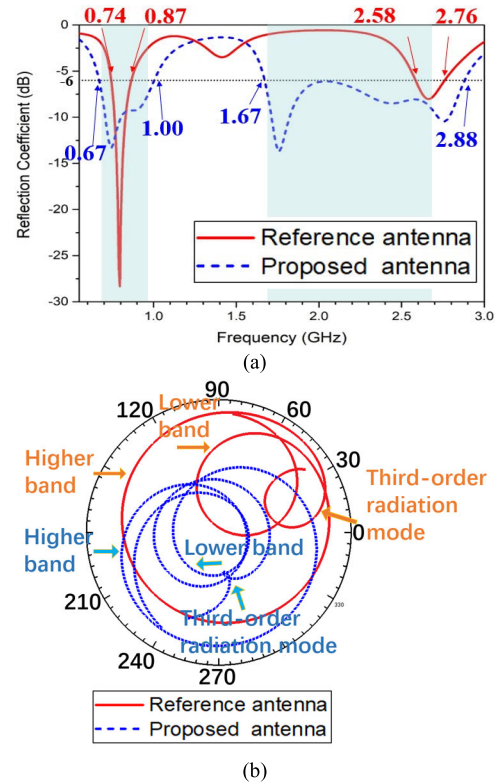 0.74 0.87 2.58 2.76
0
-5
-6
-10
-15
-20
-25
-30
Reflection Coefficient (dB)
0.67
1.00
1.67
2.88
Reference antenna
Proposed antenna
1.0 1.5 2.0 2.5 3.0
Frequency (GHz)
(a)
90
120
60
30
0
330
270
240
210
Lower
band
Higher
band
Third-order
radiation
mode
Higher
band
Lower band
Third-order
radiation mode
Reference antenna
Proposed antenna
(b)